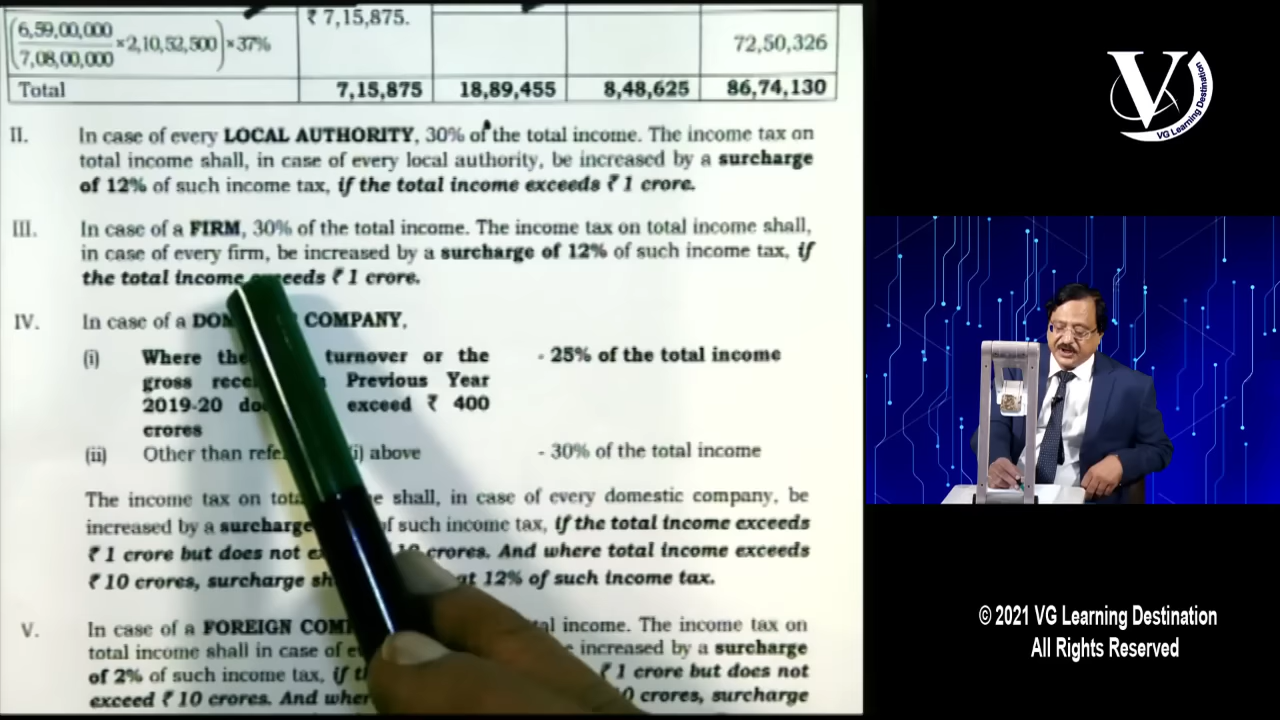 ₹ 7,15,875.
(6,59,00,000 / 7,08,00,000 × 2,10,52,500) × 37% 72,50,326
Total 7,15,875 18,89,455 8,48,625 86,74,130
II. In case of every LOCAL AUTHORITY, 30% of the total income. The income tax on
total income shall, in case of every local authority, be increased by a surcharge
of 12% of such income tax, if the total income exceeds ₹ 1 crore.
III. In case of a FIRM, 30% of the total income. The income tax on total income shall,
in case of every firm, be increased by a surcharge of 12% of such income tax, if
the total income exceeds ₹ 1 crore.
IV. In case of a COMPANY,
(i) Where the turnover or the - 25% of the total income
gross Previous Year
2019-20 exceed ₹ 400
crores
(ii) Other than (i) above - 30% of the total income
The income tax on shall, in case of every domestic company, be
increased by a surcharge of such income tax, if the total income exceeds
₹ 1 crore but does not crores. And where total income exceeds
₹ 10 crores, surcharge at 12% of such income tax.
V. In case of a FOREIGN income. The income tax on
total income shall in case of increased by a surcharge
of 2% of such income tax, ₹ 1 crore but does not
exceed ₹ 10 crores. And crores, surcharge
V
VG Learning Destination
© 2021 VG Learning Destination
All Rights Reserved